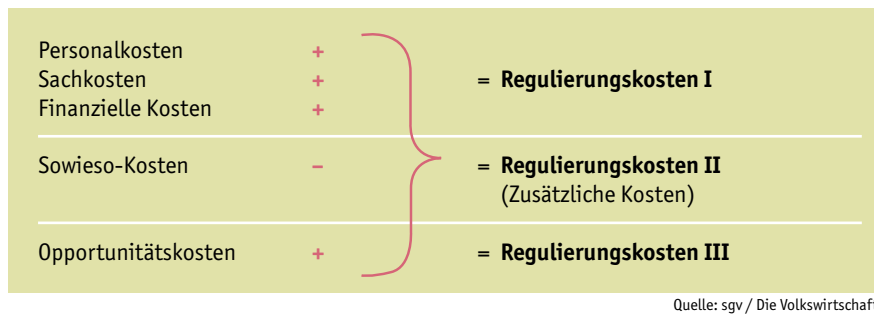 Personalkosten +
Sachkosten + = Regulierungskosten I
Finanzielle Kosten +
Sowieso-Kosten – = Regulierungskosten II
(Zusätzliche Kosten)
Opportunitätskosten + = Regulierungskosten III
Quelle: sgv / Die Volkswirtschaft